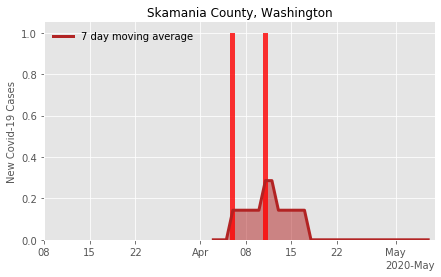 Skamania County, Washington
7 day moving average
New Covid-19 Cases
1.0
0.8
0.6
0.4
0.2
0.0
08 15 22 Apr 08 15 22 May
2020-May